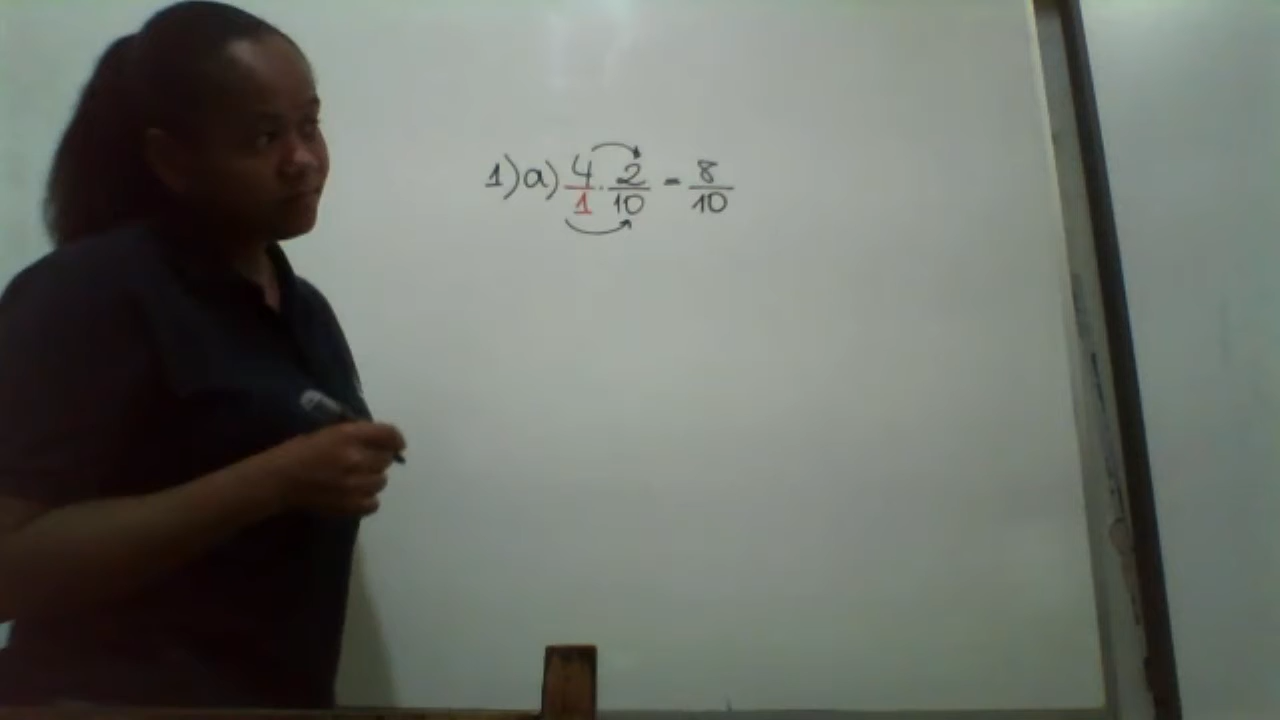 1)a) 4/1 . 2/10 = 8/10